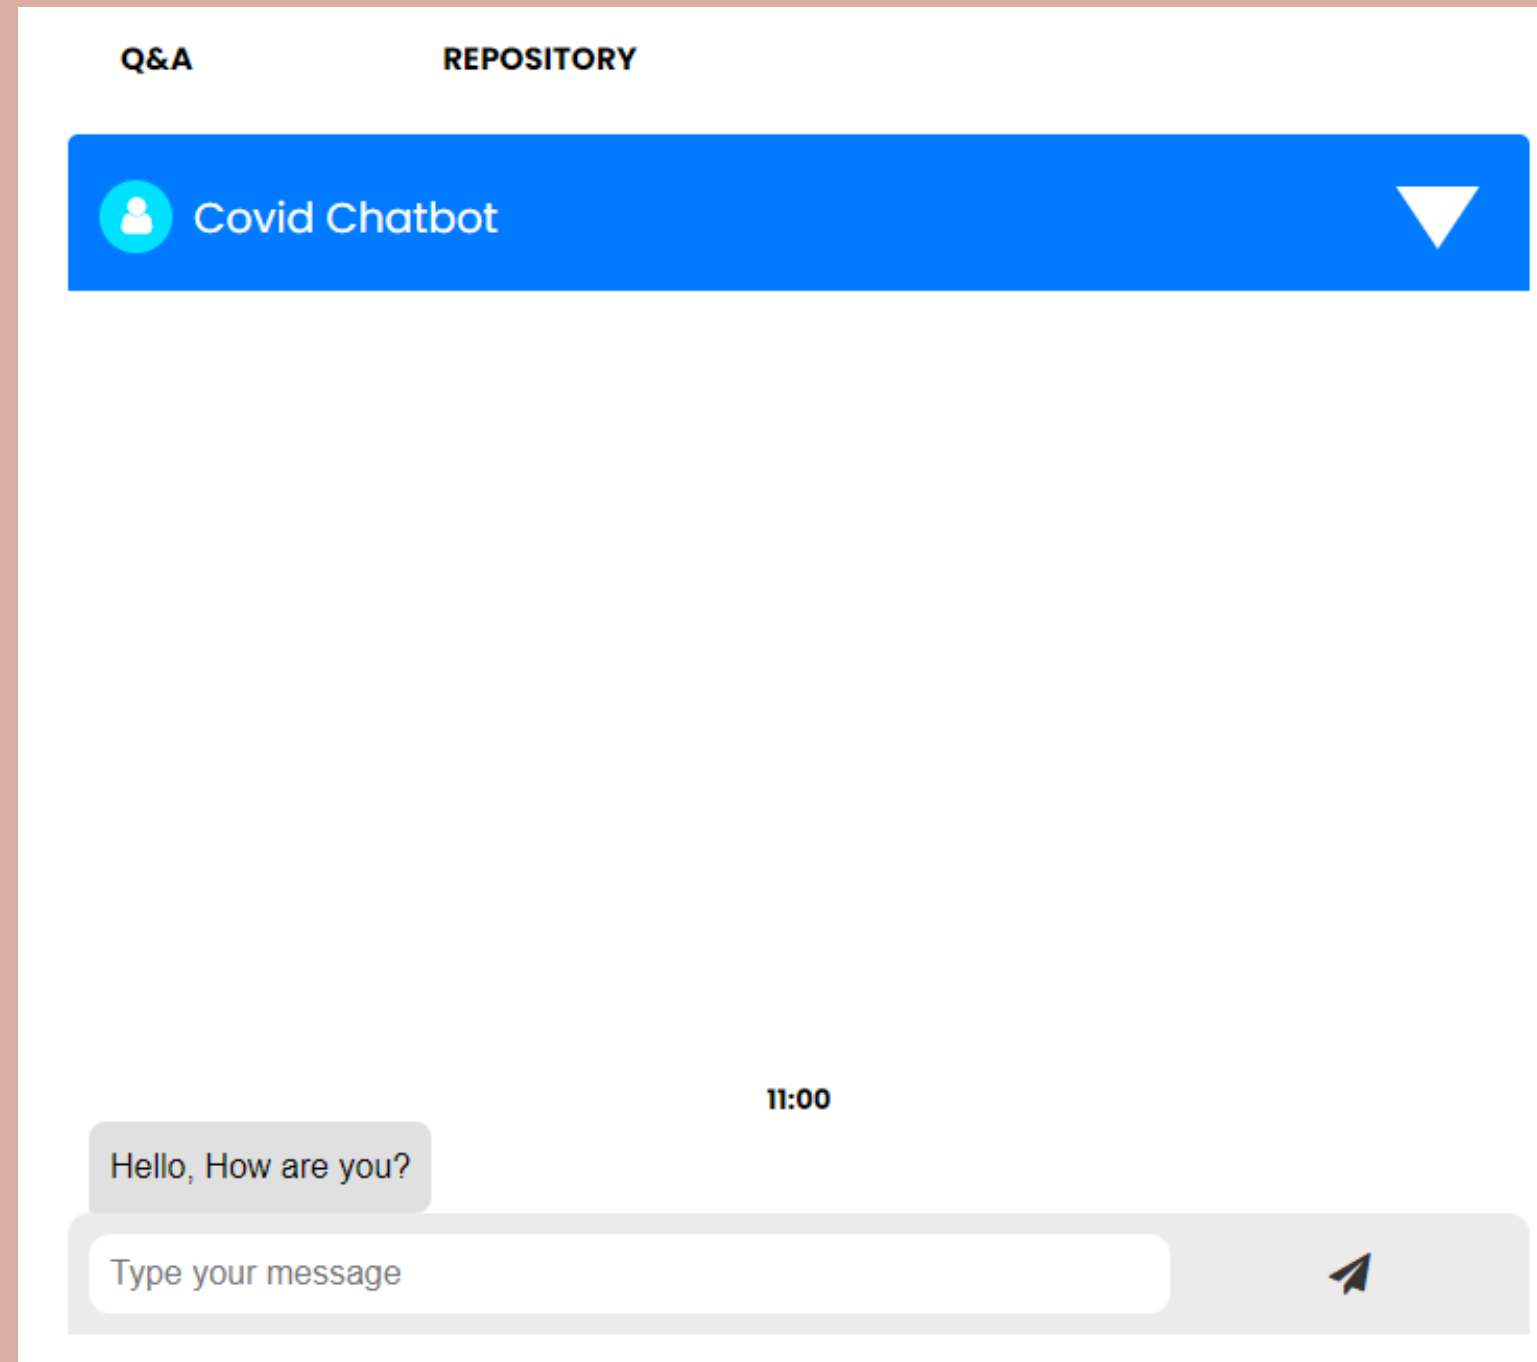 Q&A REPOSITORY
Covid Chatbot
11:00
Hello, How are you?
Type your message